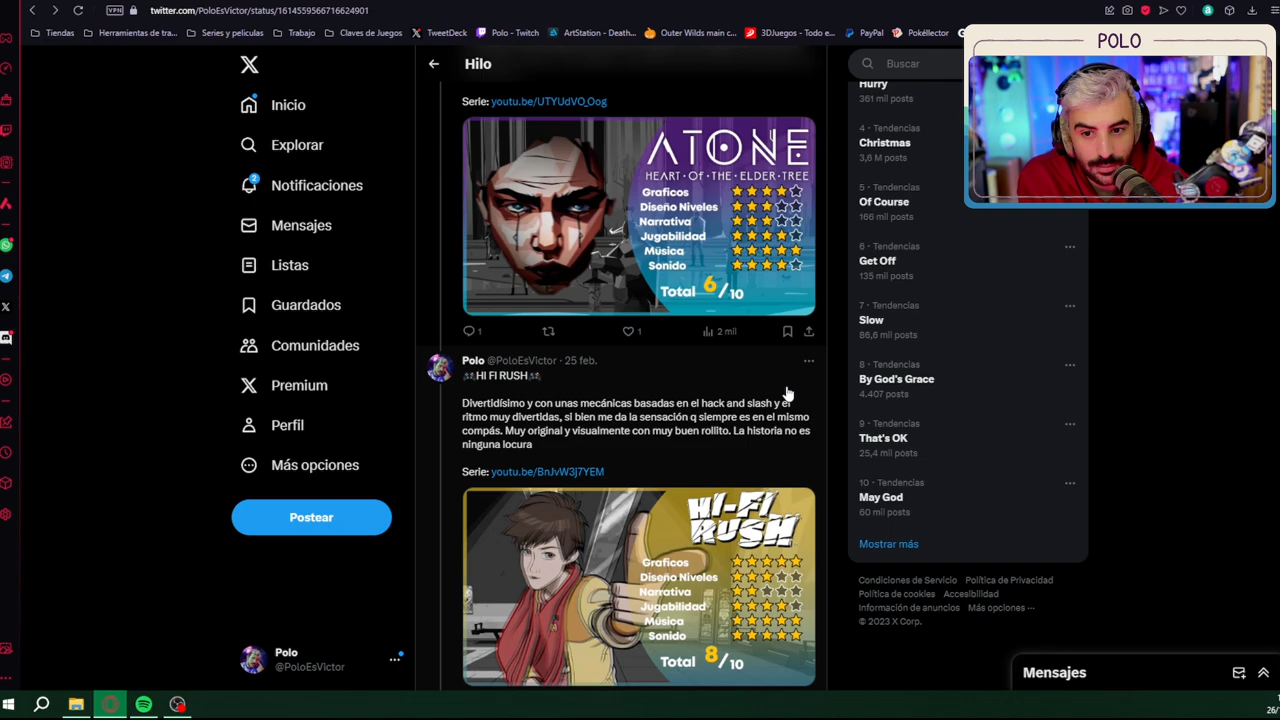 VPN
twitter.com/PoloEsVictor/status/1614559566716624901
Tiendas
Herramientas de tra...
Series y peliculas
Trabajo
Claves de Juegos
TweetDeck
Polo - Twitch
ArtStation - Death...
Outer Wilds main c...
3DJuegos - Todo e...
PayPal
Pokéllector
POLO
Inicio
Explorar
2
Notificaciones
Mensajes
Listas
Guardados
Comunidades
Premium
Perfil
Más opciones
Postear
Polo
@PoloEsVictor
Hilo
Serie: youtu.be/UTYUdVO_Oog
ATONE
HEART·OF·THE·ELDER·TREE
Graficos
Diseño Niveles
Narrativa
Jugabilidad
Música
Sonido
Total 6/10
1
1
2 mil
Polo @PoloEsVictor · 25 feb.
HI FI RUSH
Divertidísimo y con unas mecánicas basadas en el hack and slash y el
ritmo muy divertidas, si bien me da la sensación q siempre es en el mismo
compás. Muy original y visualmente con muy buen rollito. La historia no es
ninguna locura
Serie: youtu.be/BnJvW3j7YEM
HI-FI
RUSH
Graficos
Diseño Niveles
Narrativa
Jugabilidad
Música
Sonido
Total 8/10
Buscar
Hurry
361 mil posts
4 · Tendencias
Christmas
3,6 M posts
5 · Tendencias
Of Course
166 mil posts
6 · Tendencias
Get Off
135 mil posts
7 · Tendencias
Slow
86,6 mil posts
8 · Tendencias
By God's Grace
4.407 posts
9 · Tendencias
That's OK
25,4 mil posts
10 · Tendencias
May God
60 mil posts
Mostrar más
Condiciones de Servicio Política de Privacidad
Política de cookies Accesibilidad
Información de anuncios Más opciones ···
© 2023 X Corp.
Mensajes